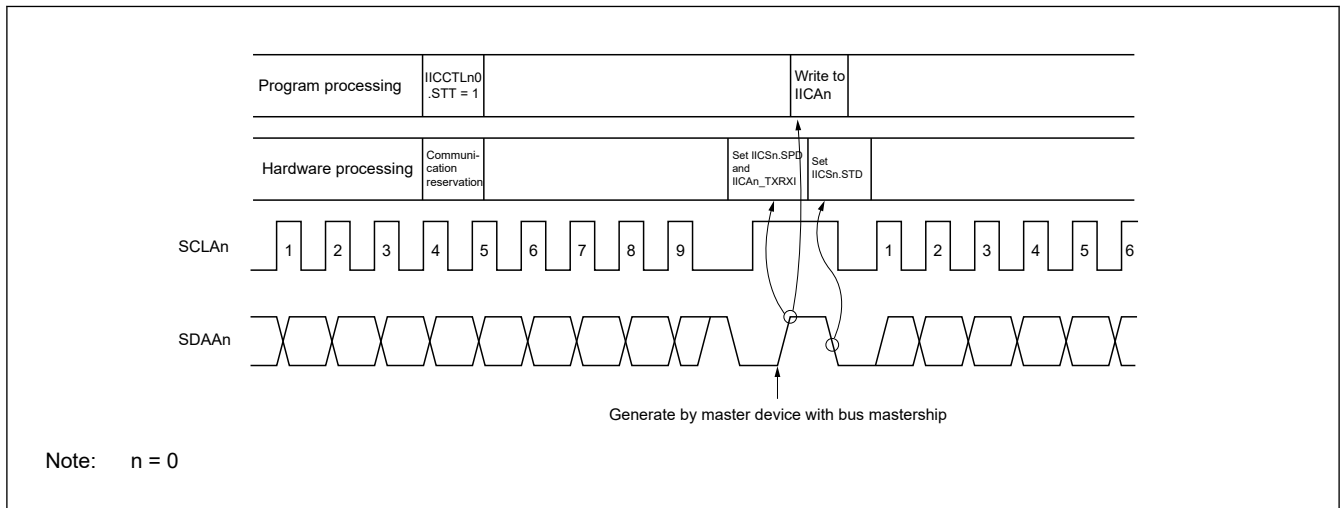 Program processing
IICCTLn0
.STT = 1
Write to
IICAn
Hardware processing
Communi-
cation
reservation
Set IICSn.SPD
and
IICAn_TXRXI
Set
IICSn.STD
SCLAn
1 2 3 4 5 6 7 8 9 1 2 3 4 5 6
SDAAn
Generate by master device with bus mastership
Note: n = 0